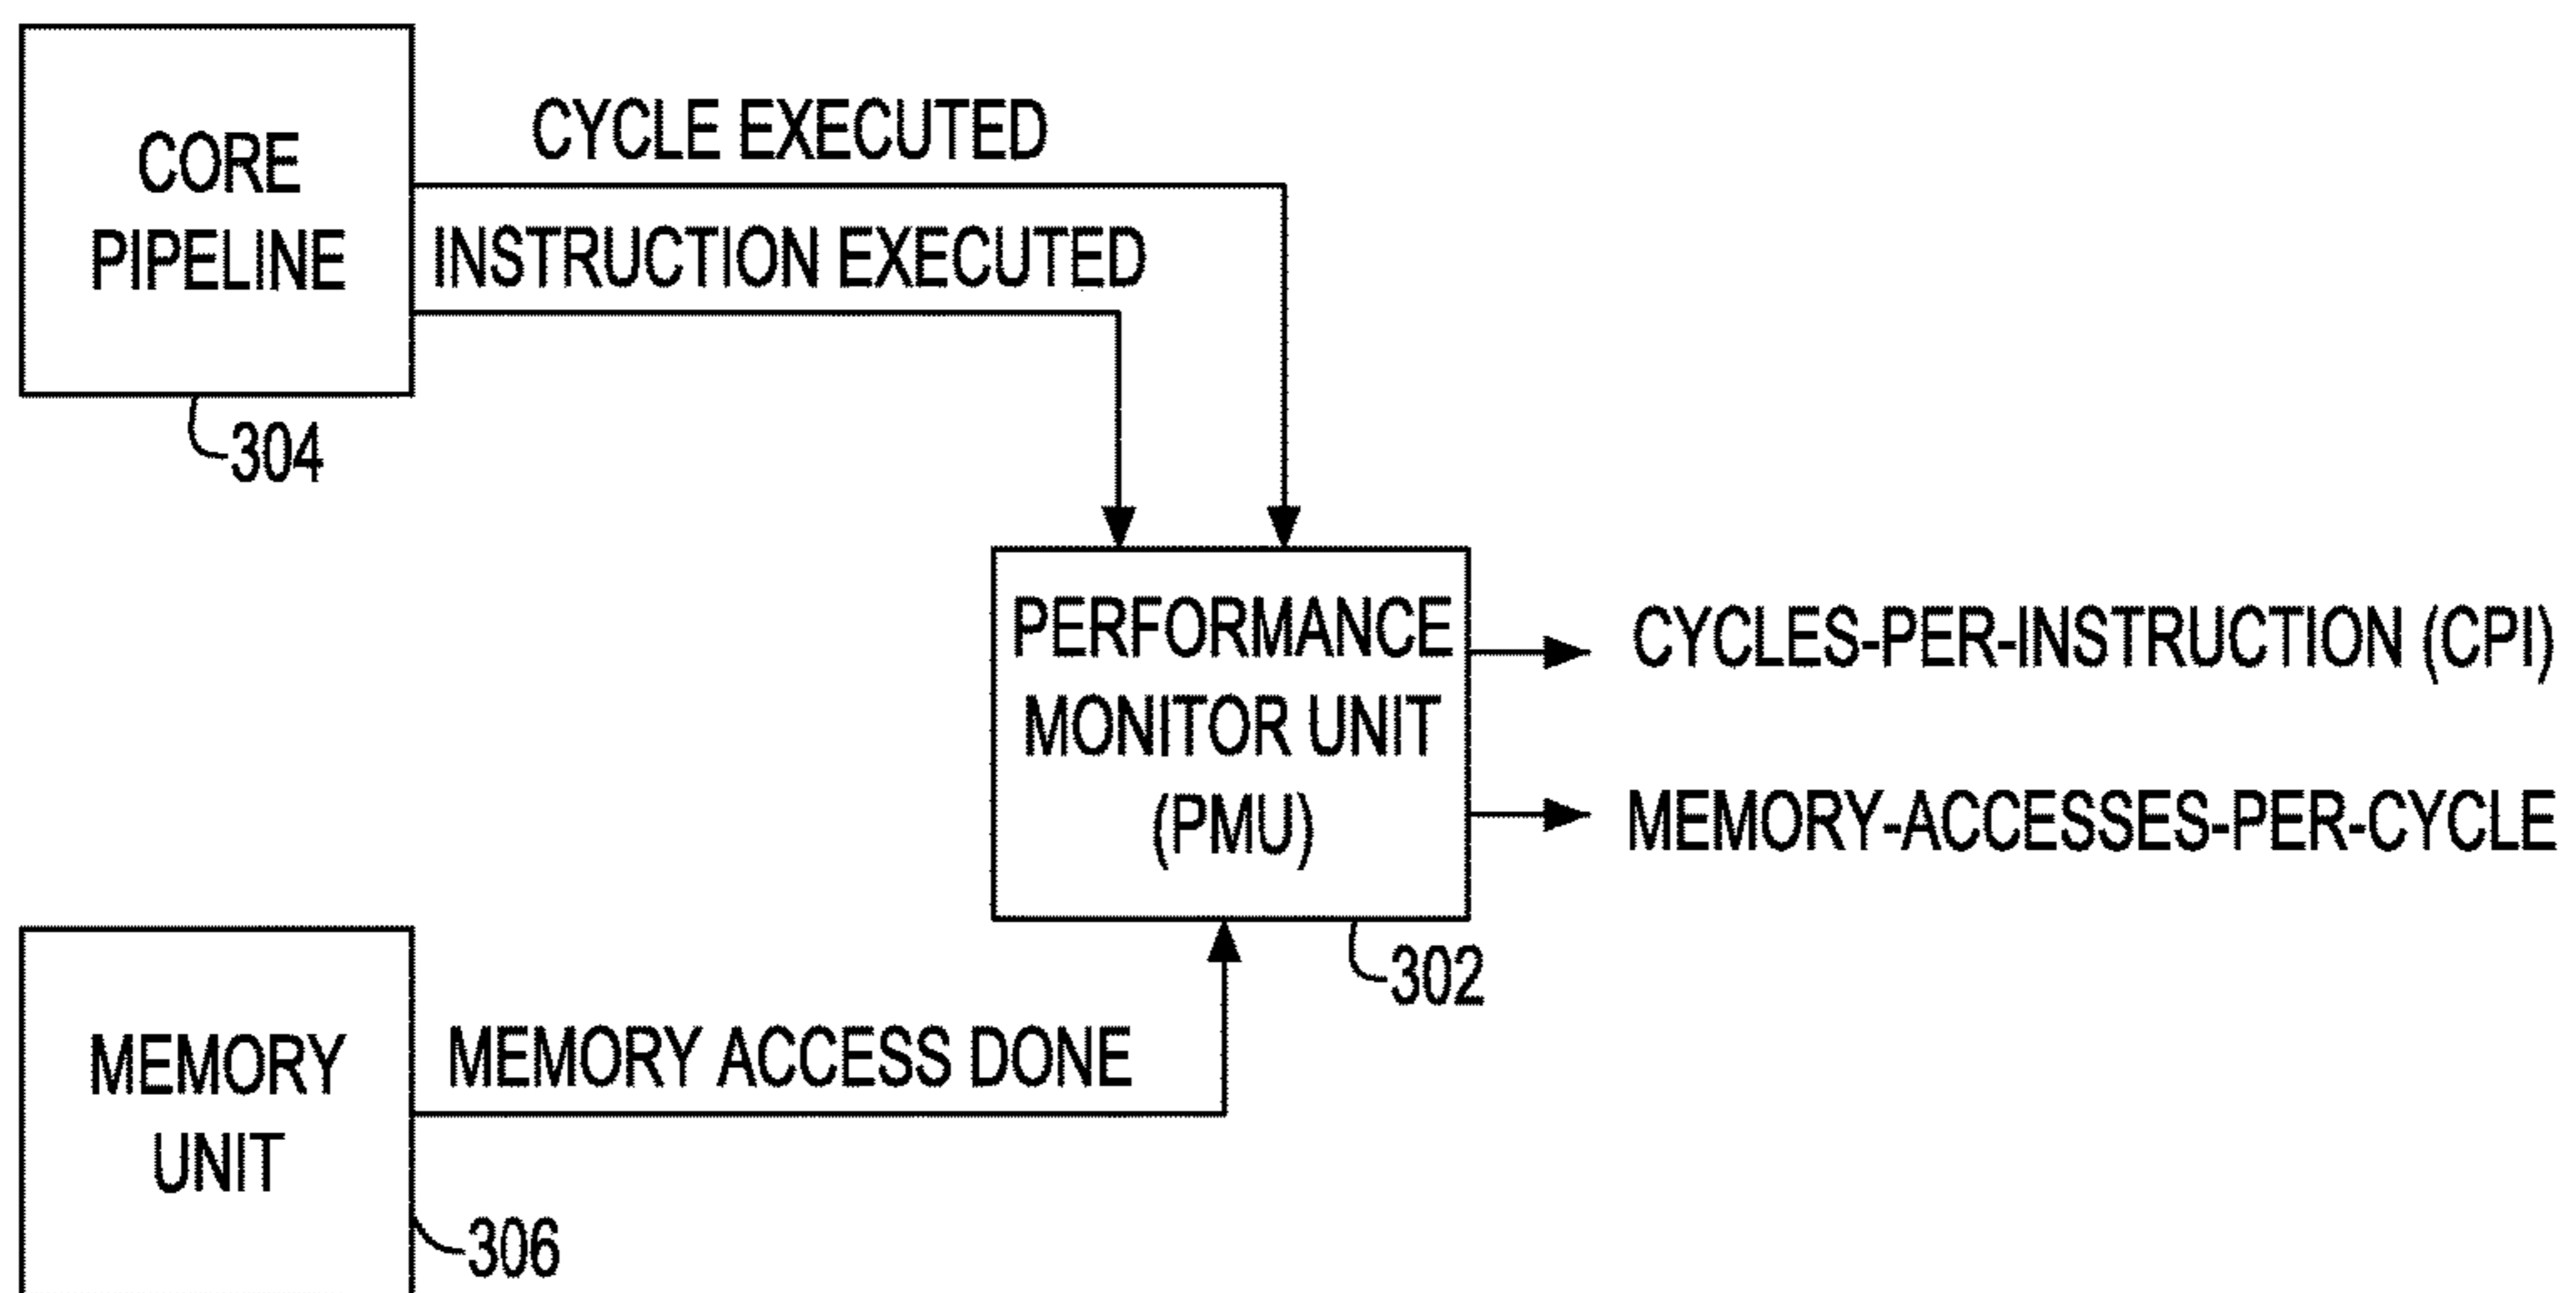 CORE
PIPELINE
304
CYCLE EXECUTED
INSTRUCTION EXECUTED
PERFORMANCE
MONITOR UNIT
(PMU)
302
CYCLES-PER-INSTRUCTION (CPI)
MEMORY-ACCESSES-PER-CYCLE
MEMORY
UNIT
306
MEMORY ACCESS DONE